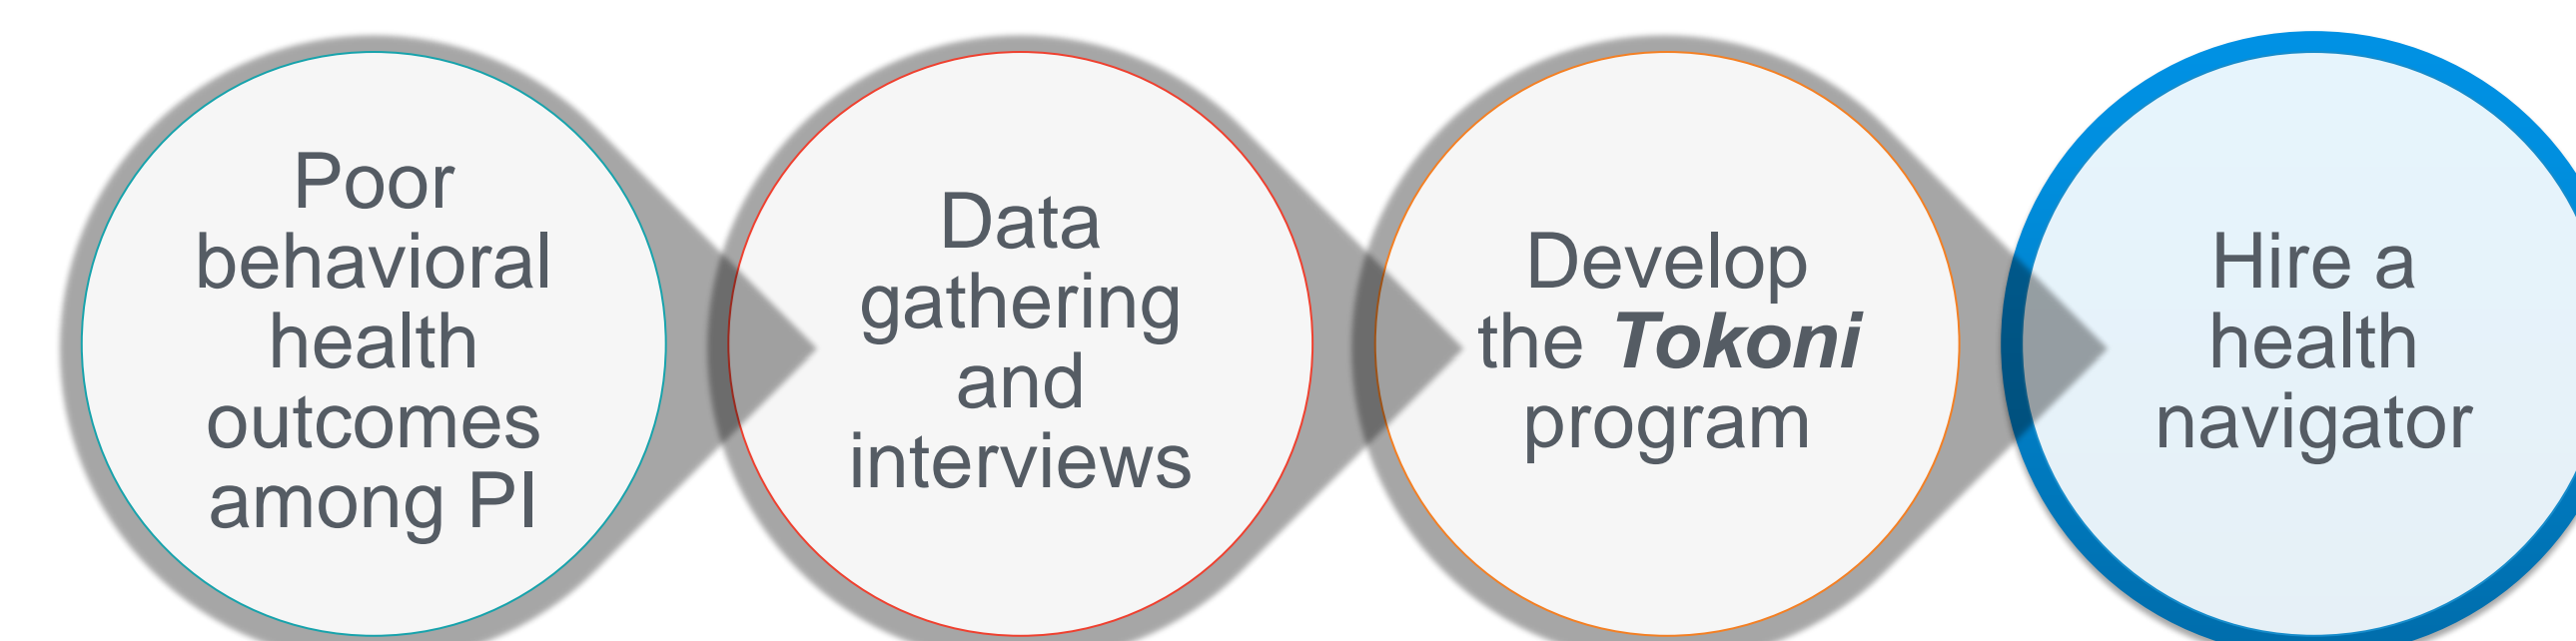 Poor
behavioral
health
outcomes
among PI
Data
gathering
and
interviews
Develop
the Tokoni
program
Hire a
health
navigator